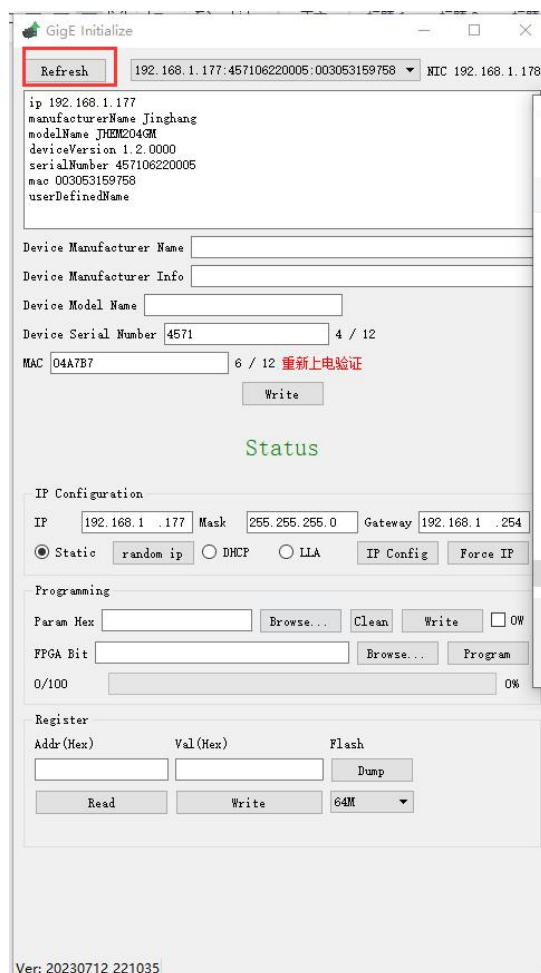 GigE Initialize
Refresh 192.168.1.177:457106220005:003053159758 NIC 192.168.1.178
ip 192.168.1.177
manufacturerName Jinghang
modelName JHEM204GM
deviceVersion 1.2.0000
serialNumber 457106220005
mac 003053159758
userDefinedName
Device Manufacturer Name
Device Manufacturer Info
Device Model Name
Device Serial Number 4571 4 / 12
MAC 04A7B7 6 / 12 重新上电验证
Write
Status
IP Configuration
IP 192.168.1 .177 Mask 255.255.255.0 Gateway 192.168.1 .254
Static random ip DHCP LLA IP Config Force IP
Programming
Param Hex Browse... Clean Write OW
FPGA Bit Browse... Program
0/100 0%
Register
Addr(Hex) Val(Hex) Flash
Dump
Read Write 64M
Ver: 20230712 221035